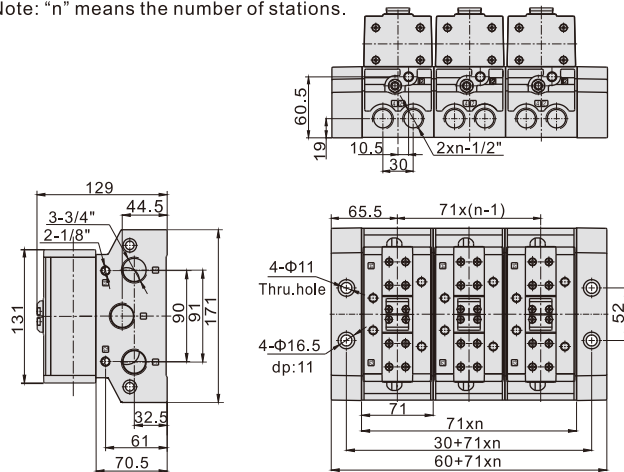 Note: “n” means the number of stations.
60.5
19
10.5
30
2xn-1/2"
129
44.5
3-3/4"
2-1/8"
131
90
91
171
32.5
61
70.5
65.5
71x(n-1)
4-Φ11
Thru.hole
4-Φ16.5
dp:11
52
71
71xn
30+71xn
60+71xn